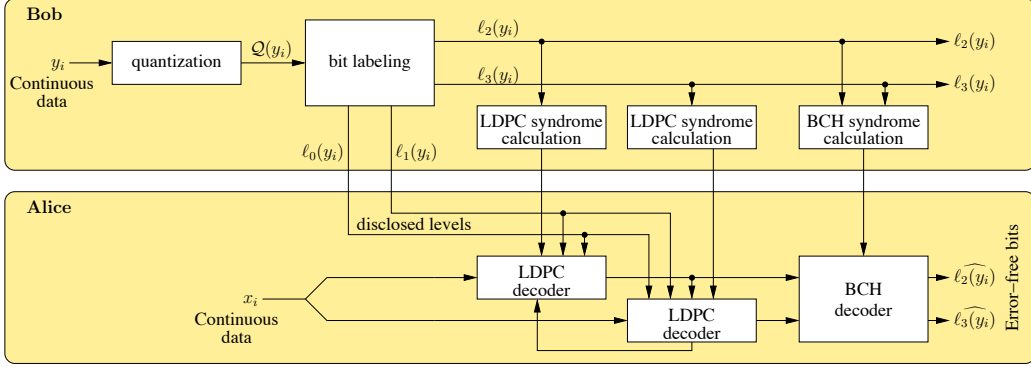 Bob
y_i
Continuous
data
quantization
𝒬(y_i)
bit labeling
ℓ_2(y_i)
ℓ_2(y_i)
ℓ_3(y_i)
ℓ_3(y_i)
LDPC syndrome
calculation
LDPC syndrome
calculation
BCH syndrome
calculation
ℓ_0(y_i)
ℓ_1(y_i)
Alice
disclosed levels
LDPC
decoder
x_i
Continuous
data
LDPC
decoder
BCH
decoder
\widehat{ℓ_2(y_i)}
\widehat{ℓ_3(y_i)}
Error–free bits